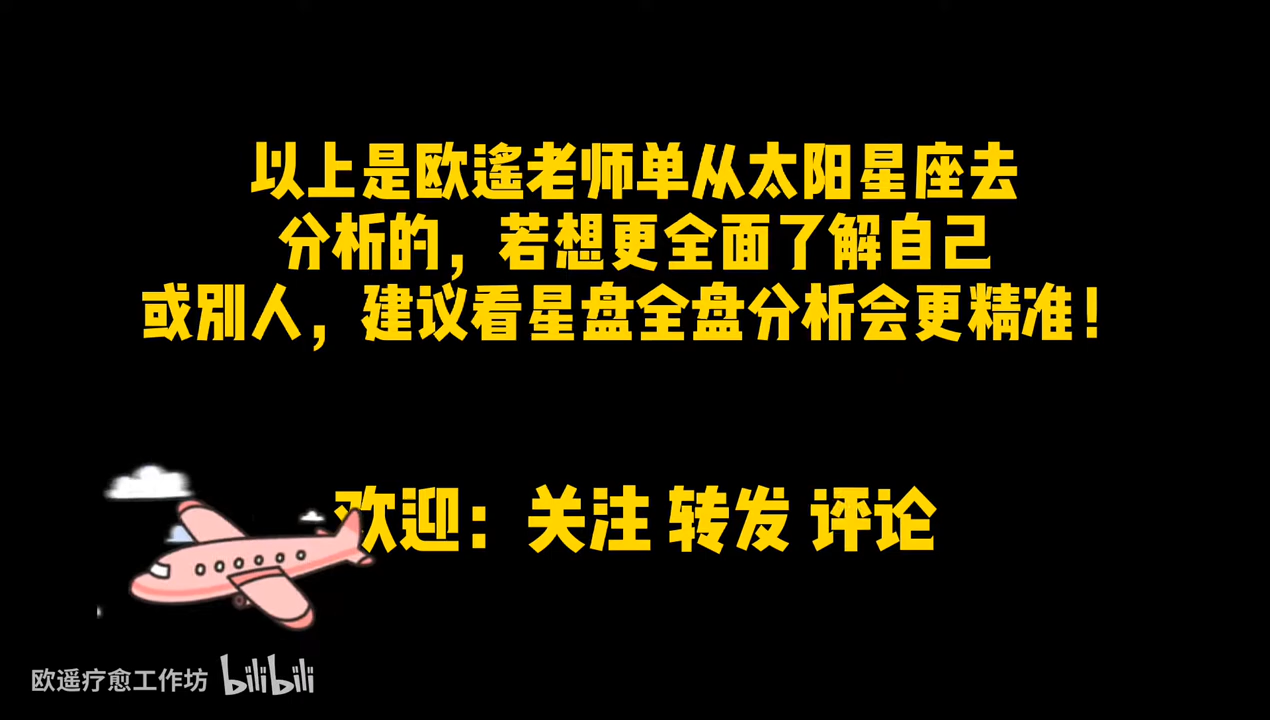 以上是欧遙老师单从太阳星座去
分析的，若想更全面了解自己
或别人，建议看星盘全盘分析会更精准！
欢迎：关注 转发 评论
欧遥疗愈工作坊 bilibili